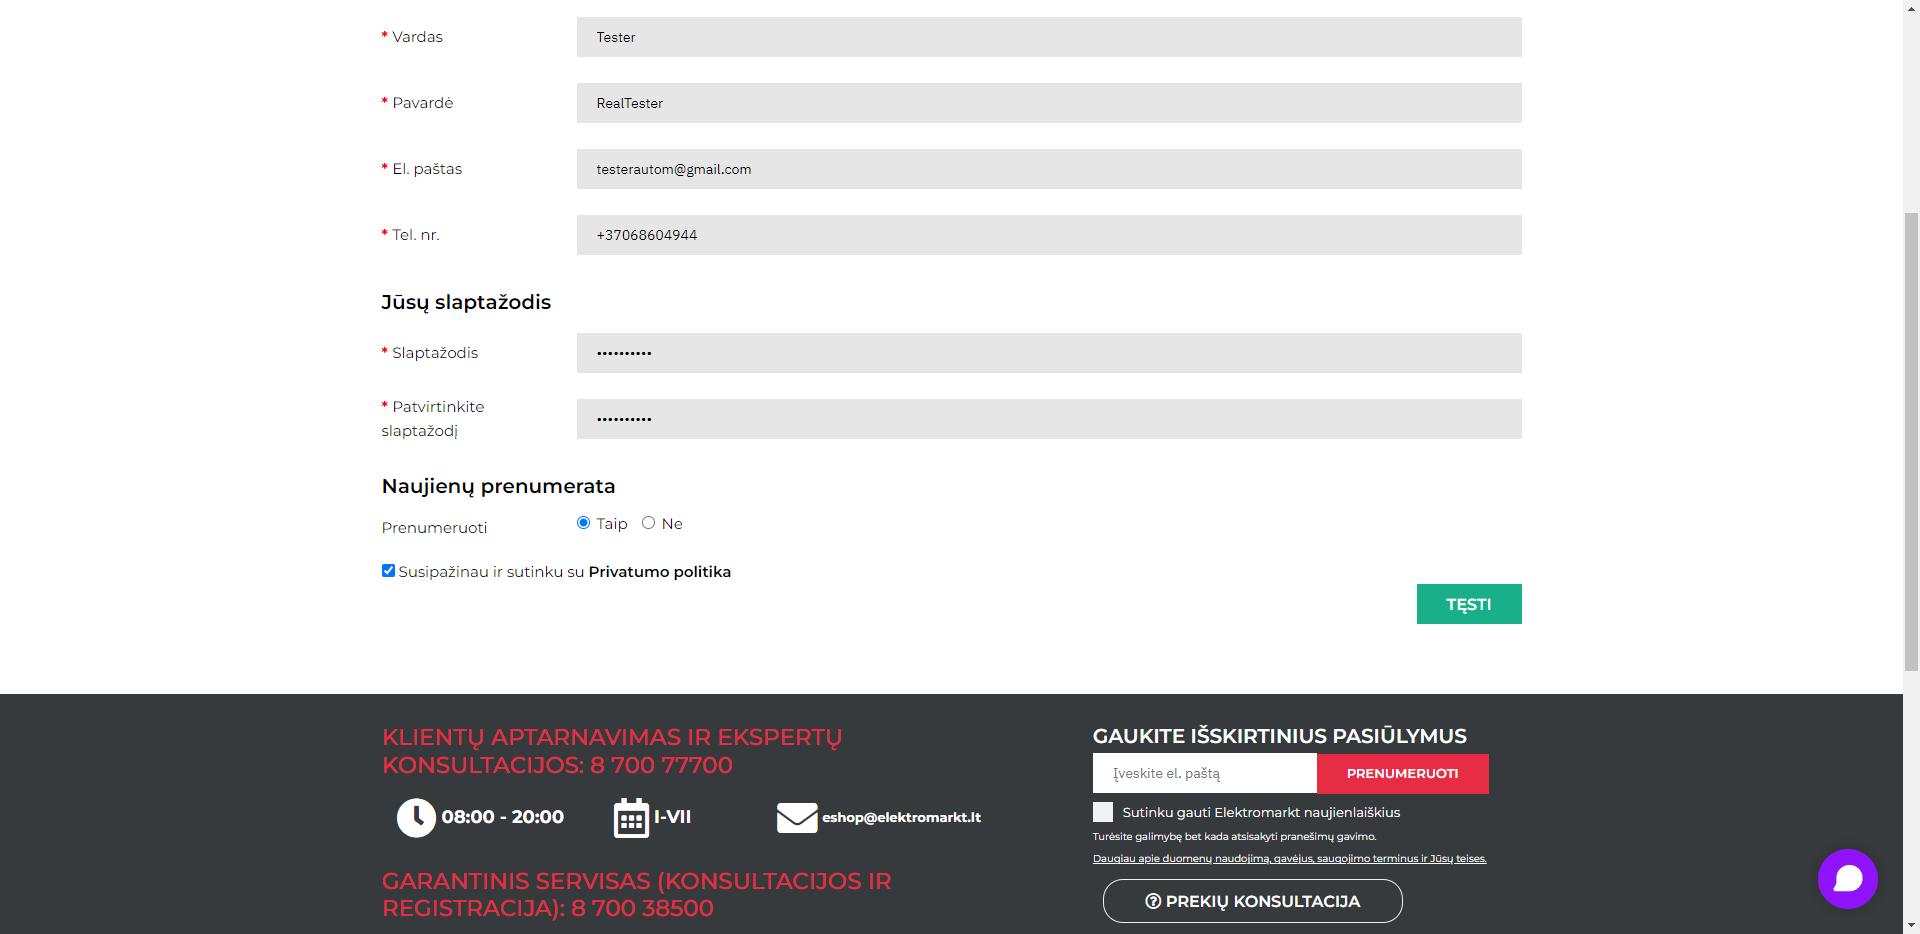 * Vardas
Tester
* Pavardė
RealTester
* El. paštas
testerautom@gmail.com
* Tel. nr.
+37068604944
Jūsų slaptažodis
* Slaptažodis
••••••••••
* Patvirtinkite
slaptažodį
••••••••••
Naujienų prenumerata
Prenumeruoti
Taip Ne
Susipažinau ir sutinku su Privatumo politika
TĘSTI
KLIENTŲ APTARNAVIMAS IR EKSPERTŲ
KONSULTACIJOS: 8 700 77700
08:00 - 20:00
I-VII
eshop@elektromarkt.lt
GARANTINIS SERVISAS (KONSULTACIJOS IR
REGISTRACIJA): 8 700 38500
GAUKITE IŠSKIRTINIUS PASIŪLYMUS
Įveskite el. paštą
PRENUMERUOTI
Sutinku gauti Elektromarkt naujienlaiškius
Turėsite galimybę bet kada atsisakyti pranešimų gavimo.
Daugiau apie duomenų naudojimą, gavėjus, saugojimo terminus ir Jūsų teises.
PREKIŲ KONSULTACIJA